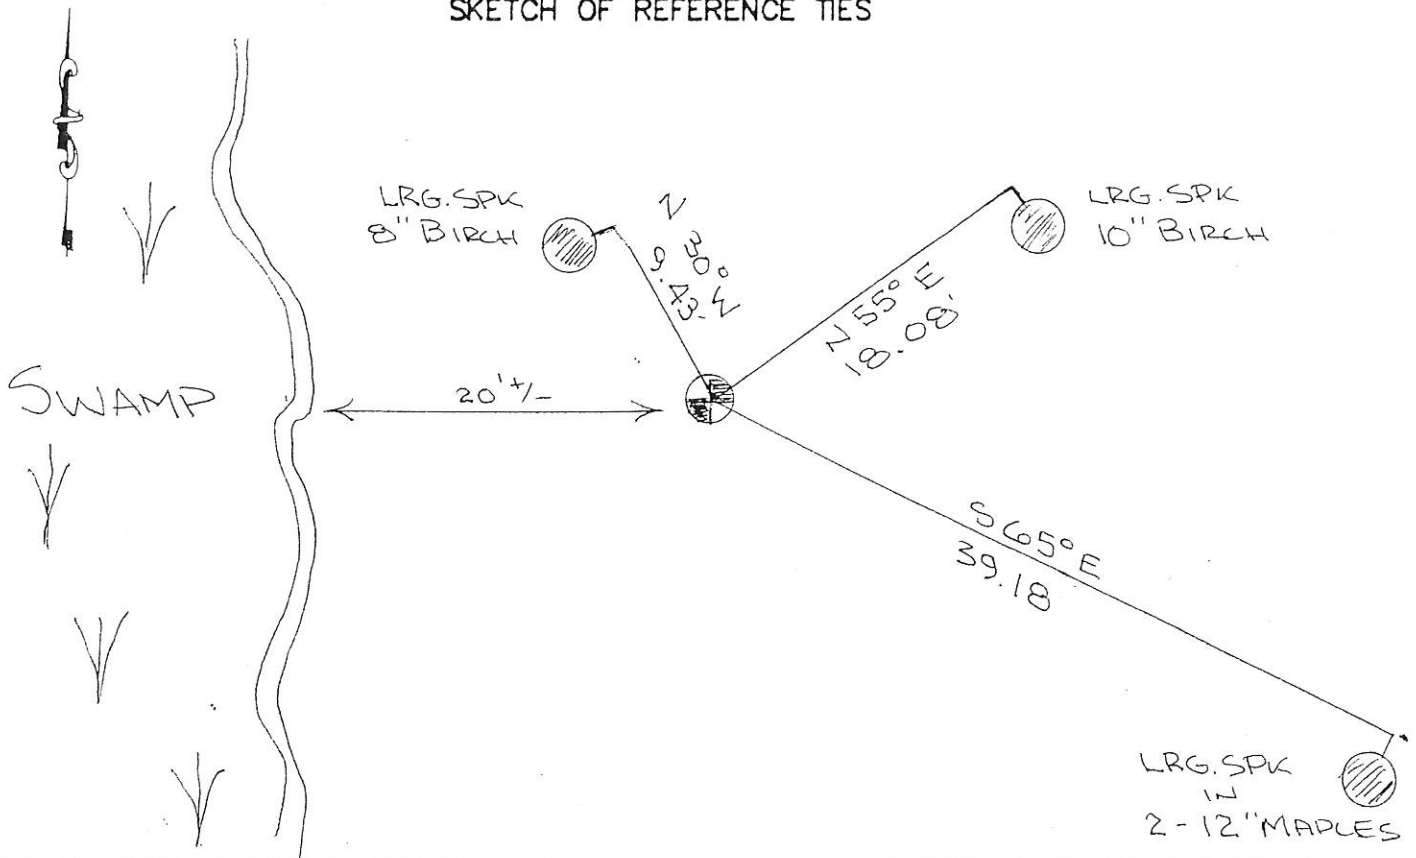 SKETCH OF REFERENCE TIES
LRG. SPK
8" BIRCH
N 30° W
9.43'
N 55° E
18.08'
LRG. SPK
10" BIRCH
SWAMP
20' +/-
S 65° E
39.18
LRG. SPK
IN
2-12" MAPLES